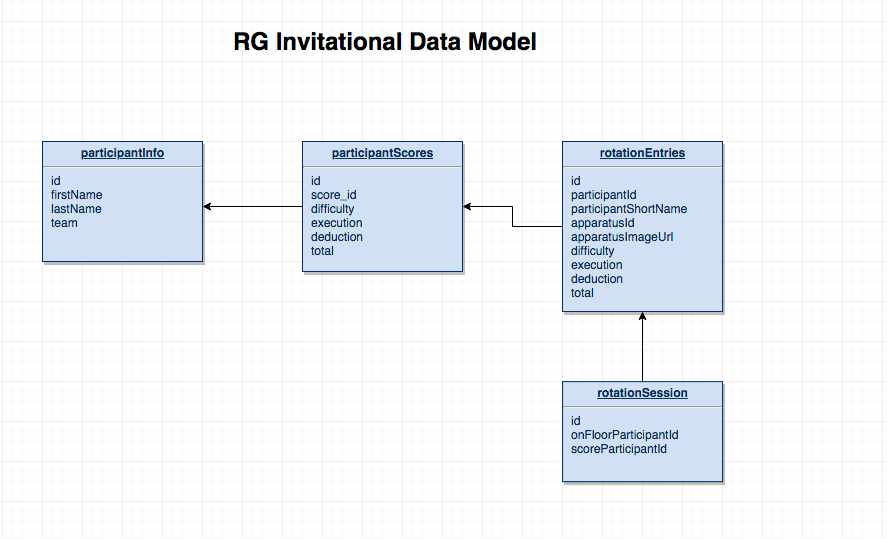 RG Invitational Data Model
participantInfo
id
firstName
lastName
team
participantScores
id
score_id
difficulty
execution
deduction
total
rotationEntries
id
participantId
participantShortName
apparatusId
apparatusImageUrl
difficulty
execution
deduction
total
rotationSession
id
onFloorParticipantId
scoreParticipantId